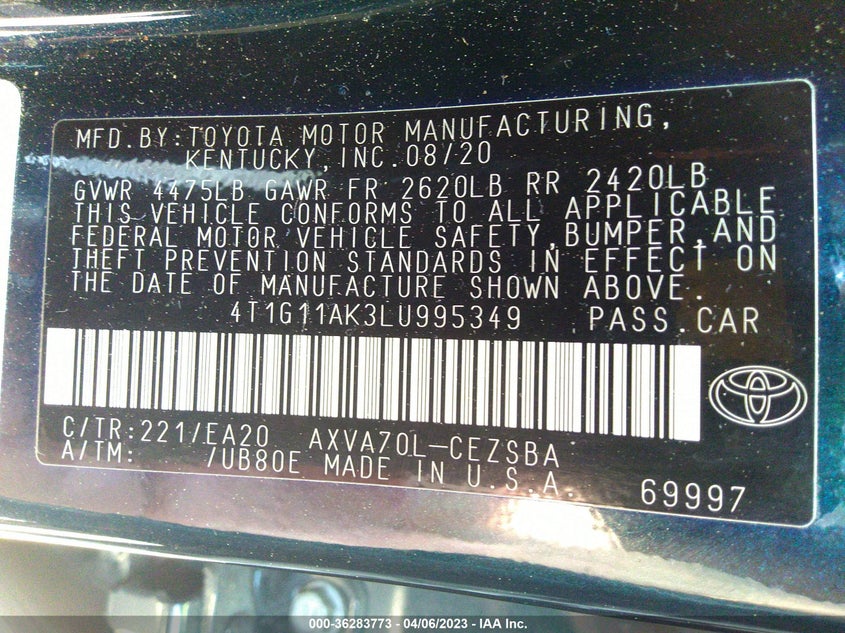 MFD.BY:TOYOTA MOTOR MANUFACTURING,
KENTUCKY,INC.08/20
GVWR 4475LB GAWR FR 2620LB RR 2420LB
THIS VEHICLE CONFORMS TO ALL APPLICABLE
FEDERAL MOTOR VEHICLE SAFETY,BUMPER,AND
THEFT PREVENTION STANDARDS IN EFFECT ON
THE DATE OF MANUFACTURE SHOWN ABOVE.
4T1G11AK3LU995349 PASS.CAR
C/TR:221/EA20 AXVA70L-CEZSBA
A/TM: /UB80E MADE IN U.S.A.
69997
000-36283773 - 04/06/2023 - IAA Inc.